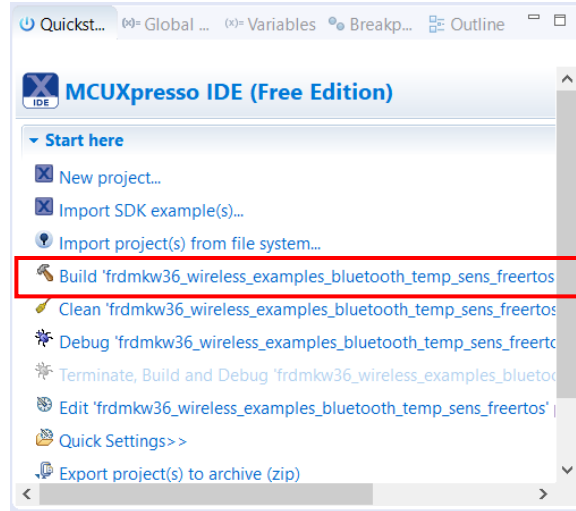 Quickst... (x)= Global ... (x)= Variables Breakp... Outline
IDE
MCUXpresso IDE (Free Edition)
Start here
New project...
Import SDK example(s)...
Import project(s) from file system...
Build 'frdmkw36_wireless_examples_bluetooth_temp_sens_freertos
Clean 'frdmkw36_wireless_examples_bluetooth_temp_sens_freertos
Debug 'frdmkw36_wireless_examples_bluetooth_temp_sens_freerto
Terminate, Build and Debug 'frdmkw36_wireless_examples_bluetoo
Edit 'frdmkw36_wireless_examples_bluetooth_temp_sens_freertos'
Quick Settings>>
Export project(s) to archive (zip)